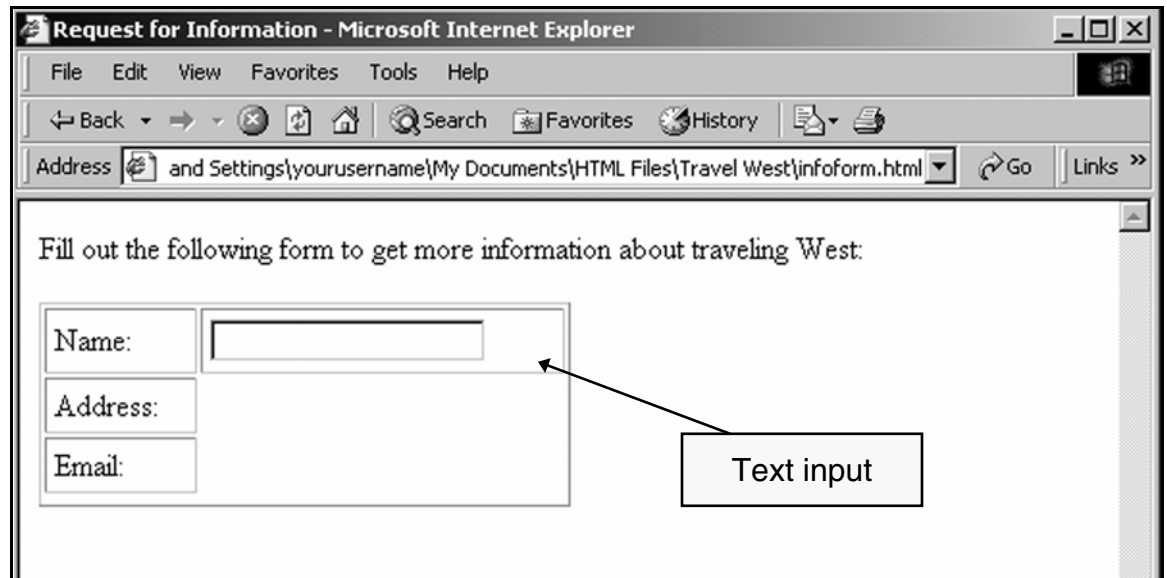 Request for Information - Microsoft Internet Explorer
File Edit View Favorites Tools Help
Back Search Favorites History
Address and Settings\yourusername\My Documents\HTML Files\Travel West\infoform.html Go Links »
Fill out the following form to get more information about traveling West:
Name:
Address:
Email:
Text input